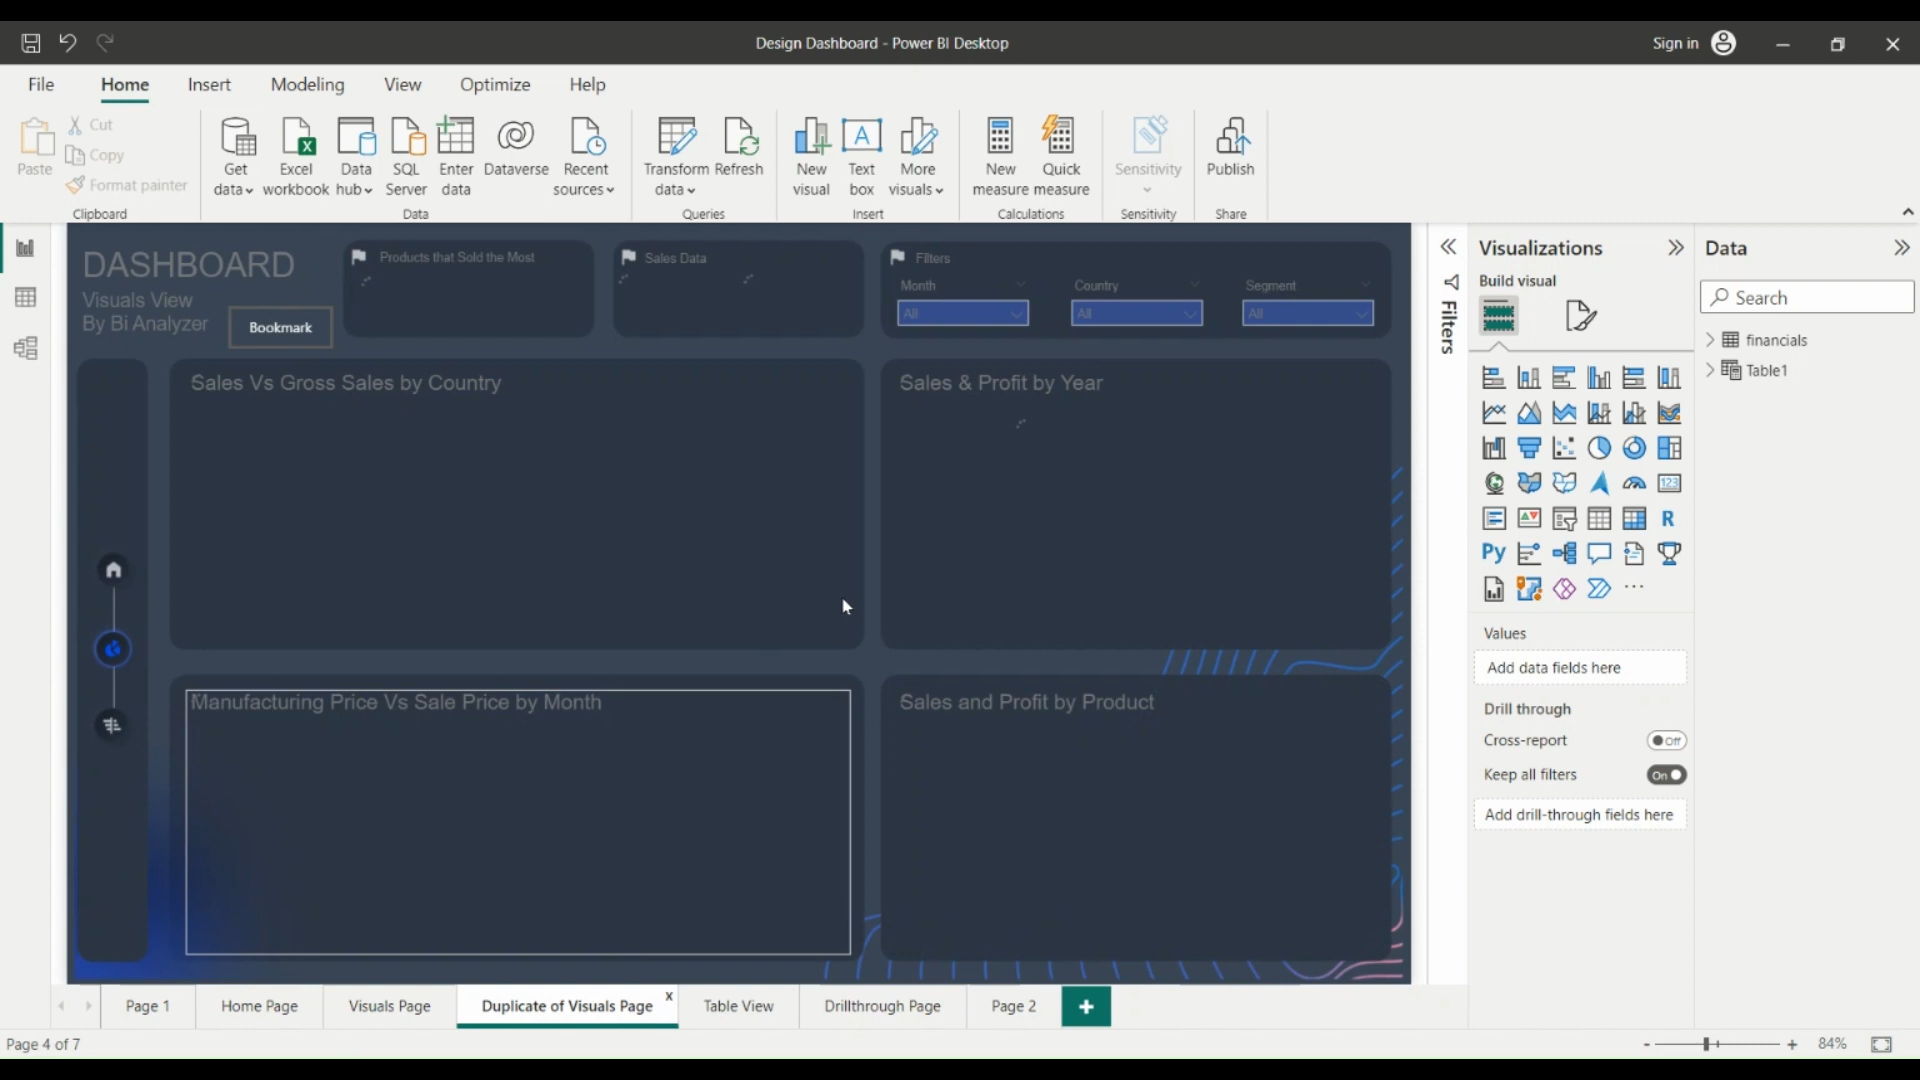 Design Dashboard - Power BI Desktop
Sign in
File
Home
Insert
Modeling
View
Optimize
Help
Paste
Cut
Copy
Format painter
Clipboard
Get data
Excel workbook
Data hub
SQL Server
Enter data
Dataverse
Recent sources
Data
Transform data
Refresh
Queries
New visual
Text box
More visuals
Insert
New measure
Quick measure
Calculations
Sensitivity
Sensitivity
Publish
Share
DASHBOARD
Visuals View
By Bi Analyzer
Bookmark
Products that Sold the Most
Sales Data
Filters
Month
Country
Segment
All
All
All
Sales Vs Gross Sales by Country
Sales & Profit by Year
Manufacturing Price Vs Sale Price by Month
Sales and Profit by Product
Filters
Visualizations
Build visual
123
R
Py
Values
Add data fields here
Drill through
Cross-report
Off
Keep all filters
On
Add drill-through fields here
Data
Search
financials
Table1
Page 1
Home Page
Visuals Page
Duplicate of Visuals Page
x
Table View
Drillthrough Page
Page 2
+
Page 4 of 7
- +
84%